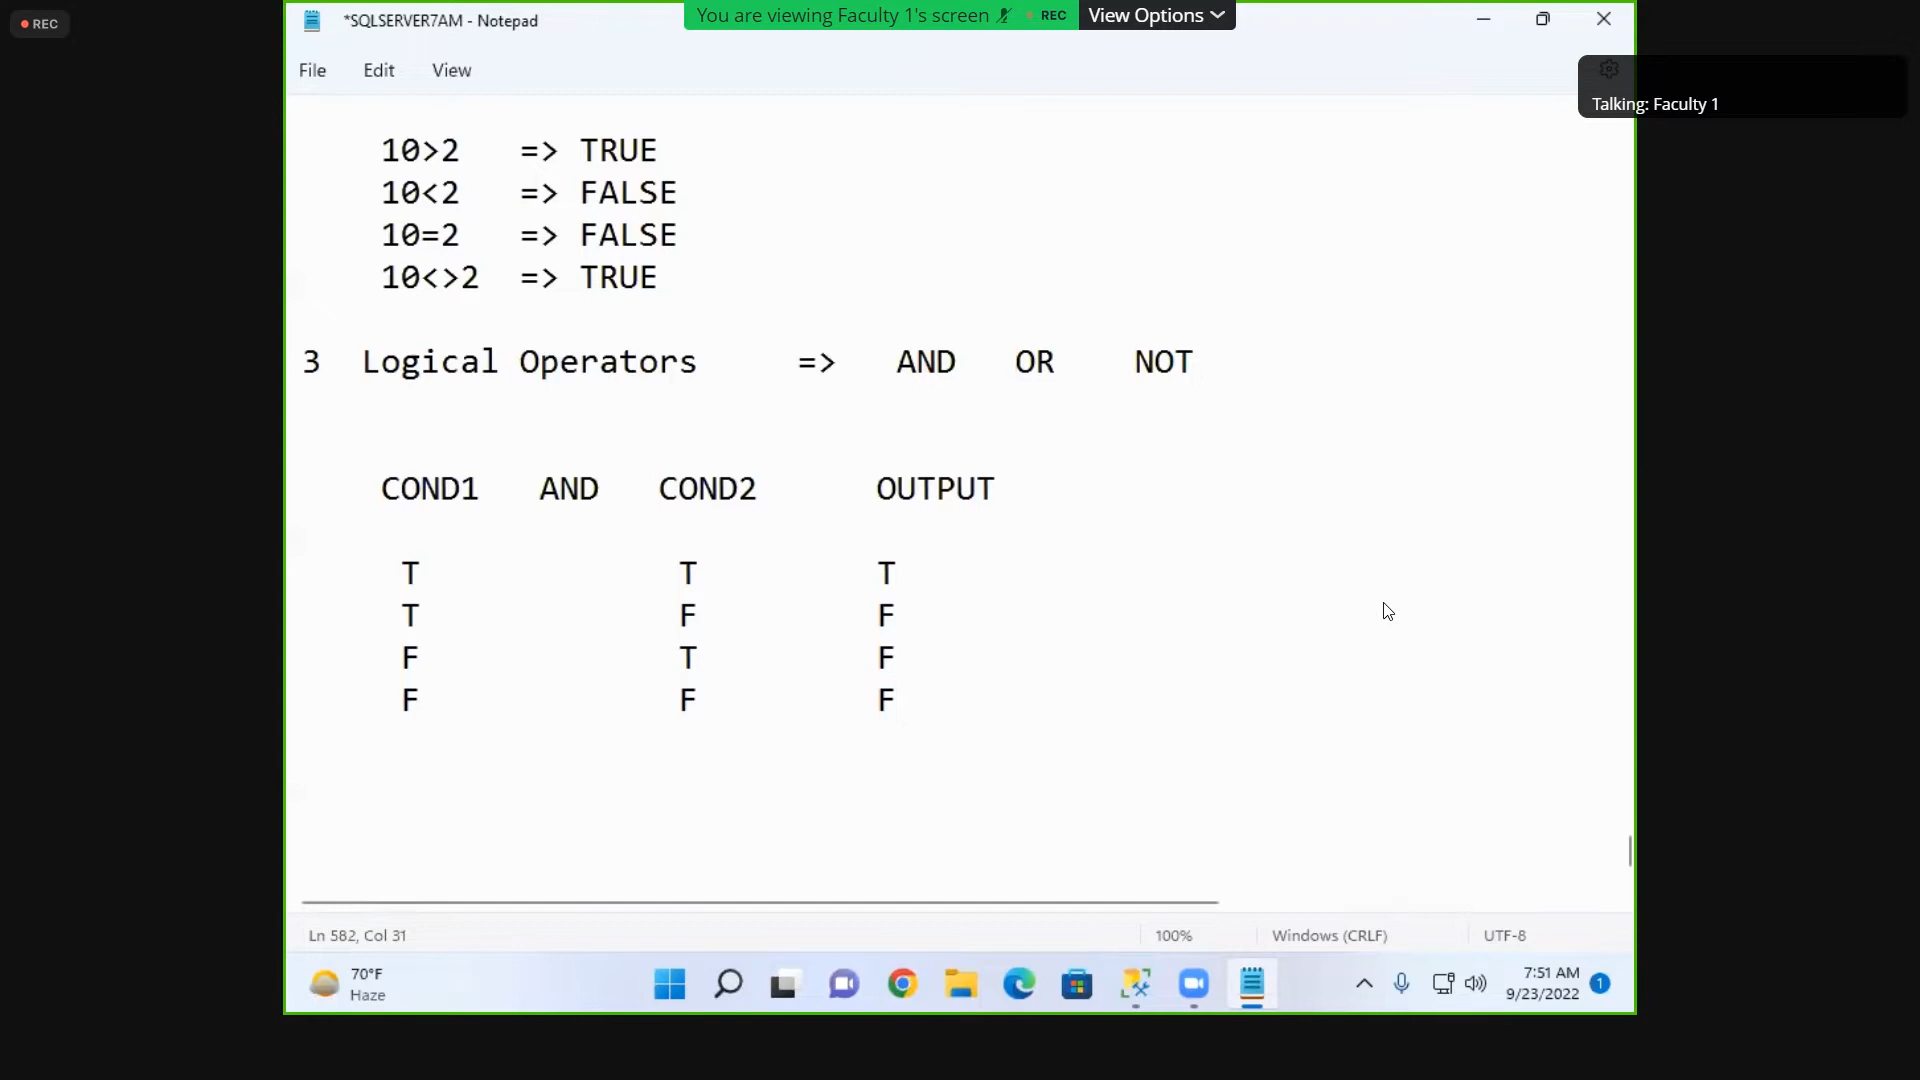 REC
*SQLSERVER7AM - Notepad
You are viewing Faculty 1's screen REC View Options
File Edit View
Talking: Faculty 1
10>2 => TRUE
10<2 => FALSE
10=2 => FALSE
10<>2 => TRUE
3 Logical Operators => AND OR NOT
COND1 AND COND2 OUTPUT
T T T
T F F
F T F
F F F
Ln 582, Col 31 100% Windows (CRLF) UTF-8
70°F
Haze
7:51 AM
9/23/2022
1